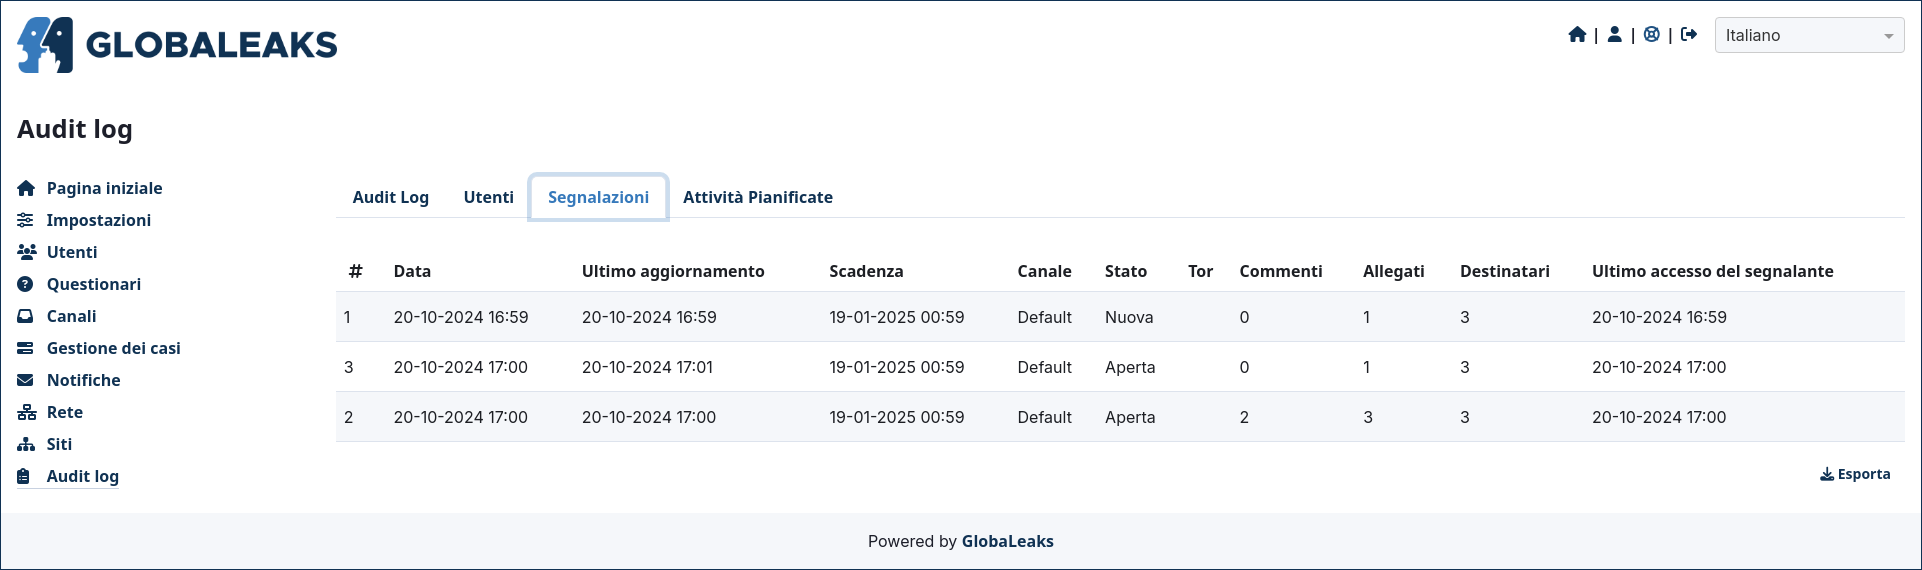 GLOBALEAKS
| | | Italiano
Audit log
Pagina iniziale
Impostazioni
Utenti
Questionari
Canali
Gestione dei casi
Notifiche
Rete
Siti
Audit log
Audit Log Utenti Segnalazioni Attività Pianificate
# Data Ultimo aggiornamento Scadenza Canale Stato Tor Commenti Allegati Destinatari Ultimo accesso del segnalante
1 20-10-2024 16:59 20-10-2024 16:59 19-01-2025 00:59 Default Nuova 0 1 3 20-10-2024 16:59
3 20-10-2024 17:00 20-10-2024 17:01 19-01-2025 00:59 Default Aperta 0 1 3 20-10-2024 17:00
2 20-10-2024 17:00 20-10-2024 17:00 19-01-2025 00:59 Default Aperta 2 3 3 20-10-2024 17:00
Esporta
Powered by GlobaLeaks